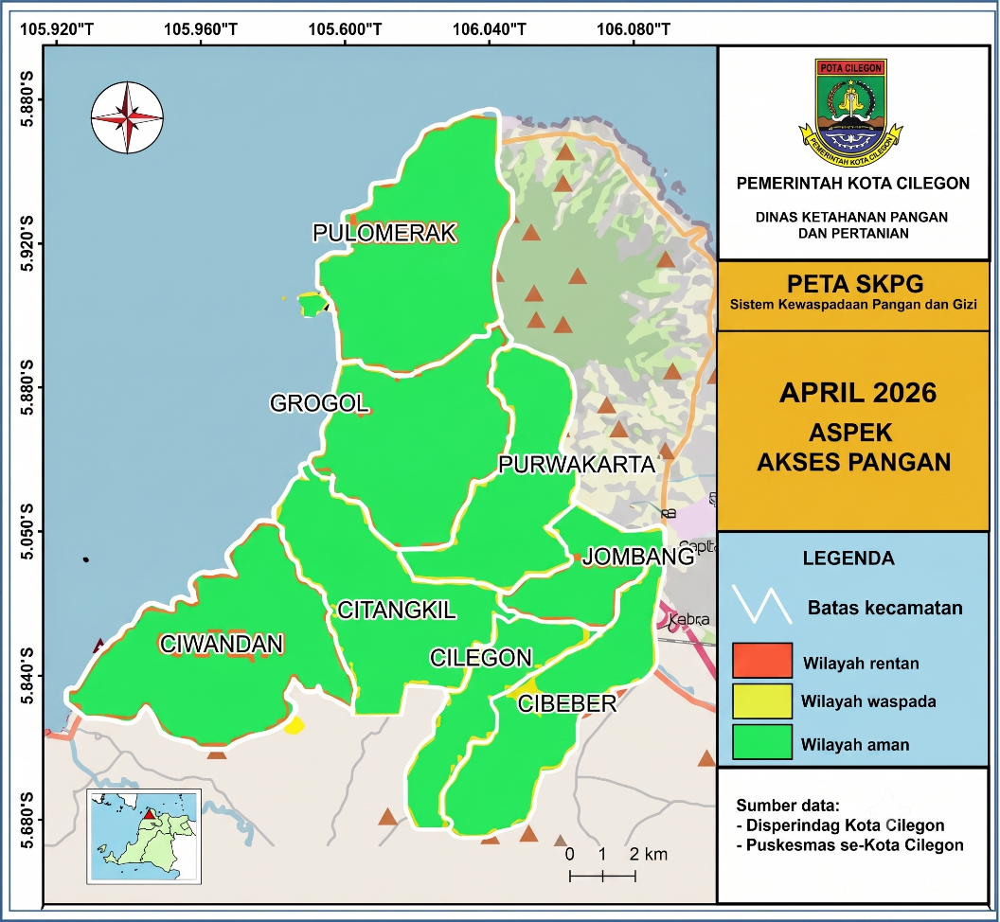 105.920"T 105.960"T 105.600"T 106.040"T 106.080"T
5.880'S
5.920'S
5.880'S
5.050'S
5.840'S
5.680'S
PULOMERAK
GROGOL
PURWAKARTA
JOMBANG
CITANGKIL
CIWANDAN
CILEGON
CIBEBER
Kebra
0 1 2 km
POTA CILEGON
PEMERINTAH KOTA CILEGON
PEMERINTAH KOTA CILEGON
DINAS KETAHANAN PANGAN
DAN PERTANIAN
PETA SKPG
Sistem Kewaspadaan Pangan dan Gizi
APRIL 2026
ASPEK
AKSES PANGAN
LEGENDA
Batas kecamatan
Wilayah rentan
Wilayah waspada
Wilayah aman
Sumber data:
- Disperindag Kota Cilegon
- Puskesmas se-Kota Cilegon